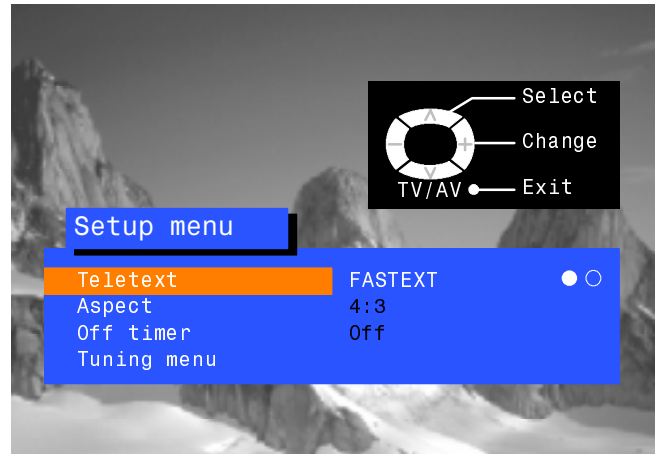 Select
Change
TV/AV Exit
Setup menu
Teletext FASTEXT
Aspect 4:3
Off timer Off
Tuning menu